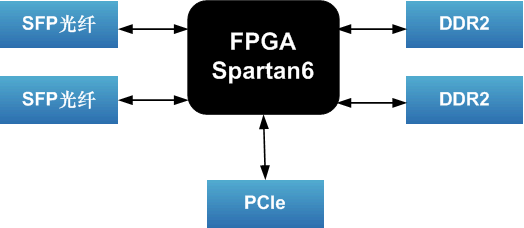 SFP光纤
FPGA
Spartan6
DDR2
SFP光纤
DDR2
PCIe